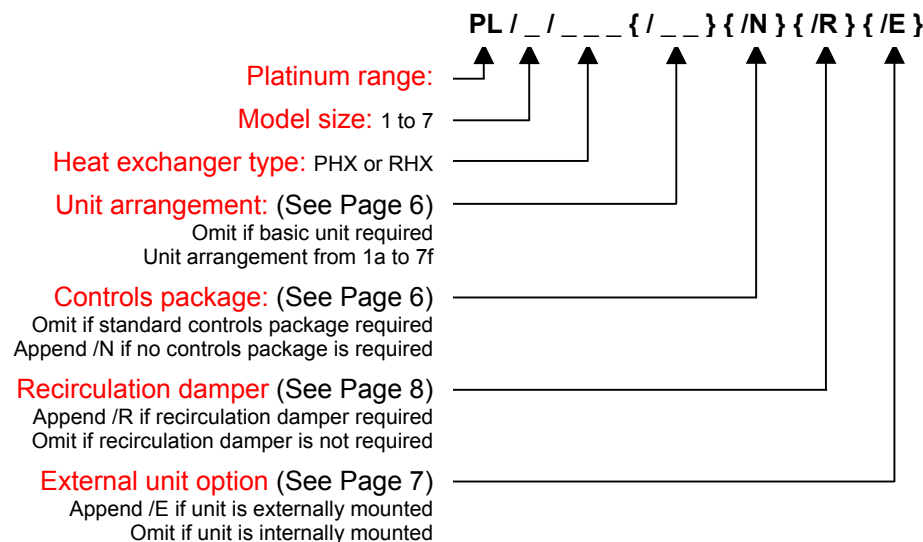 PL / _ / _ _ _ { / _ _ } { /N } { /R } { /E }
Platinum range:
Model size: 1 to 7
Heat exchanger type: PHX or RHX
Unit arrangement: (See Page 6)
Omit if basic unit required
Unit arrangement from 1a to 7f
Controls package: (See Page 6)
Omit if standard controls package required
Append /N if no controls package is required
Recirculation damper (See Page 8)
Append /R if recirculation damper required
Omit if recirculation damper is not required
External unit option (See Page 7)
Append /E if unit is externally mounted
Omit if unit is internally mounted